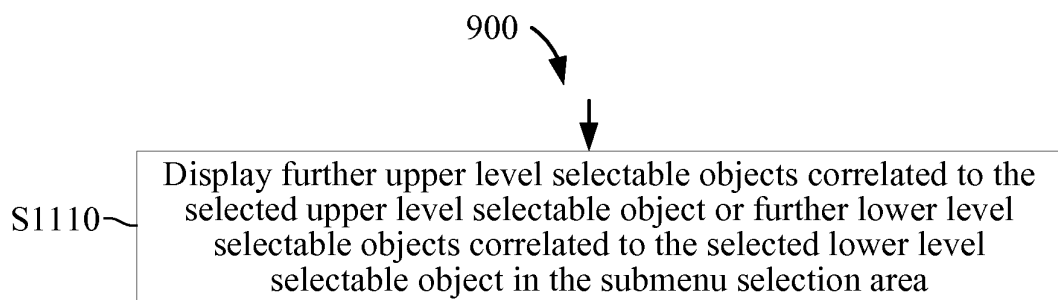 900
Display further upper level selectable objects correlated to the
selected upper level selectable object or further lower level
S1110
selectable objects correlated to the selected lower level
selectable object in the submenu selection area